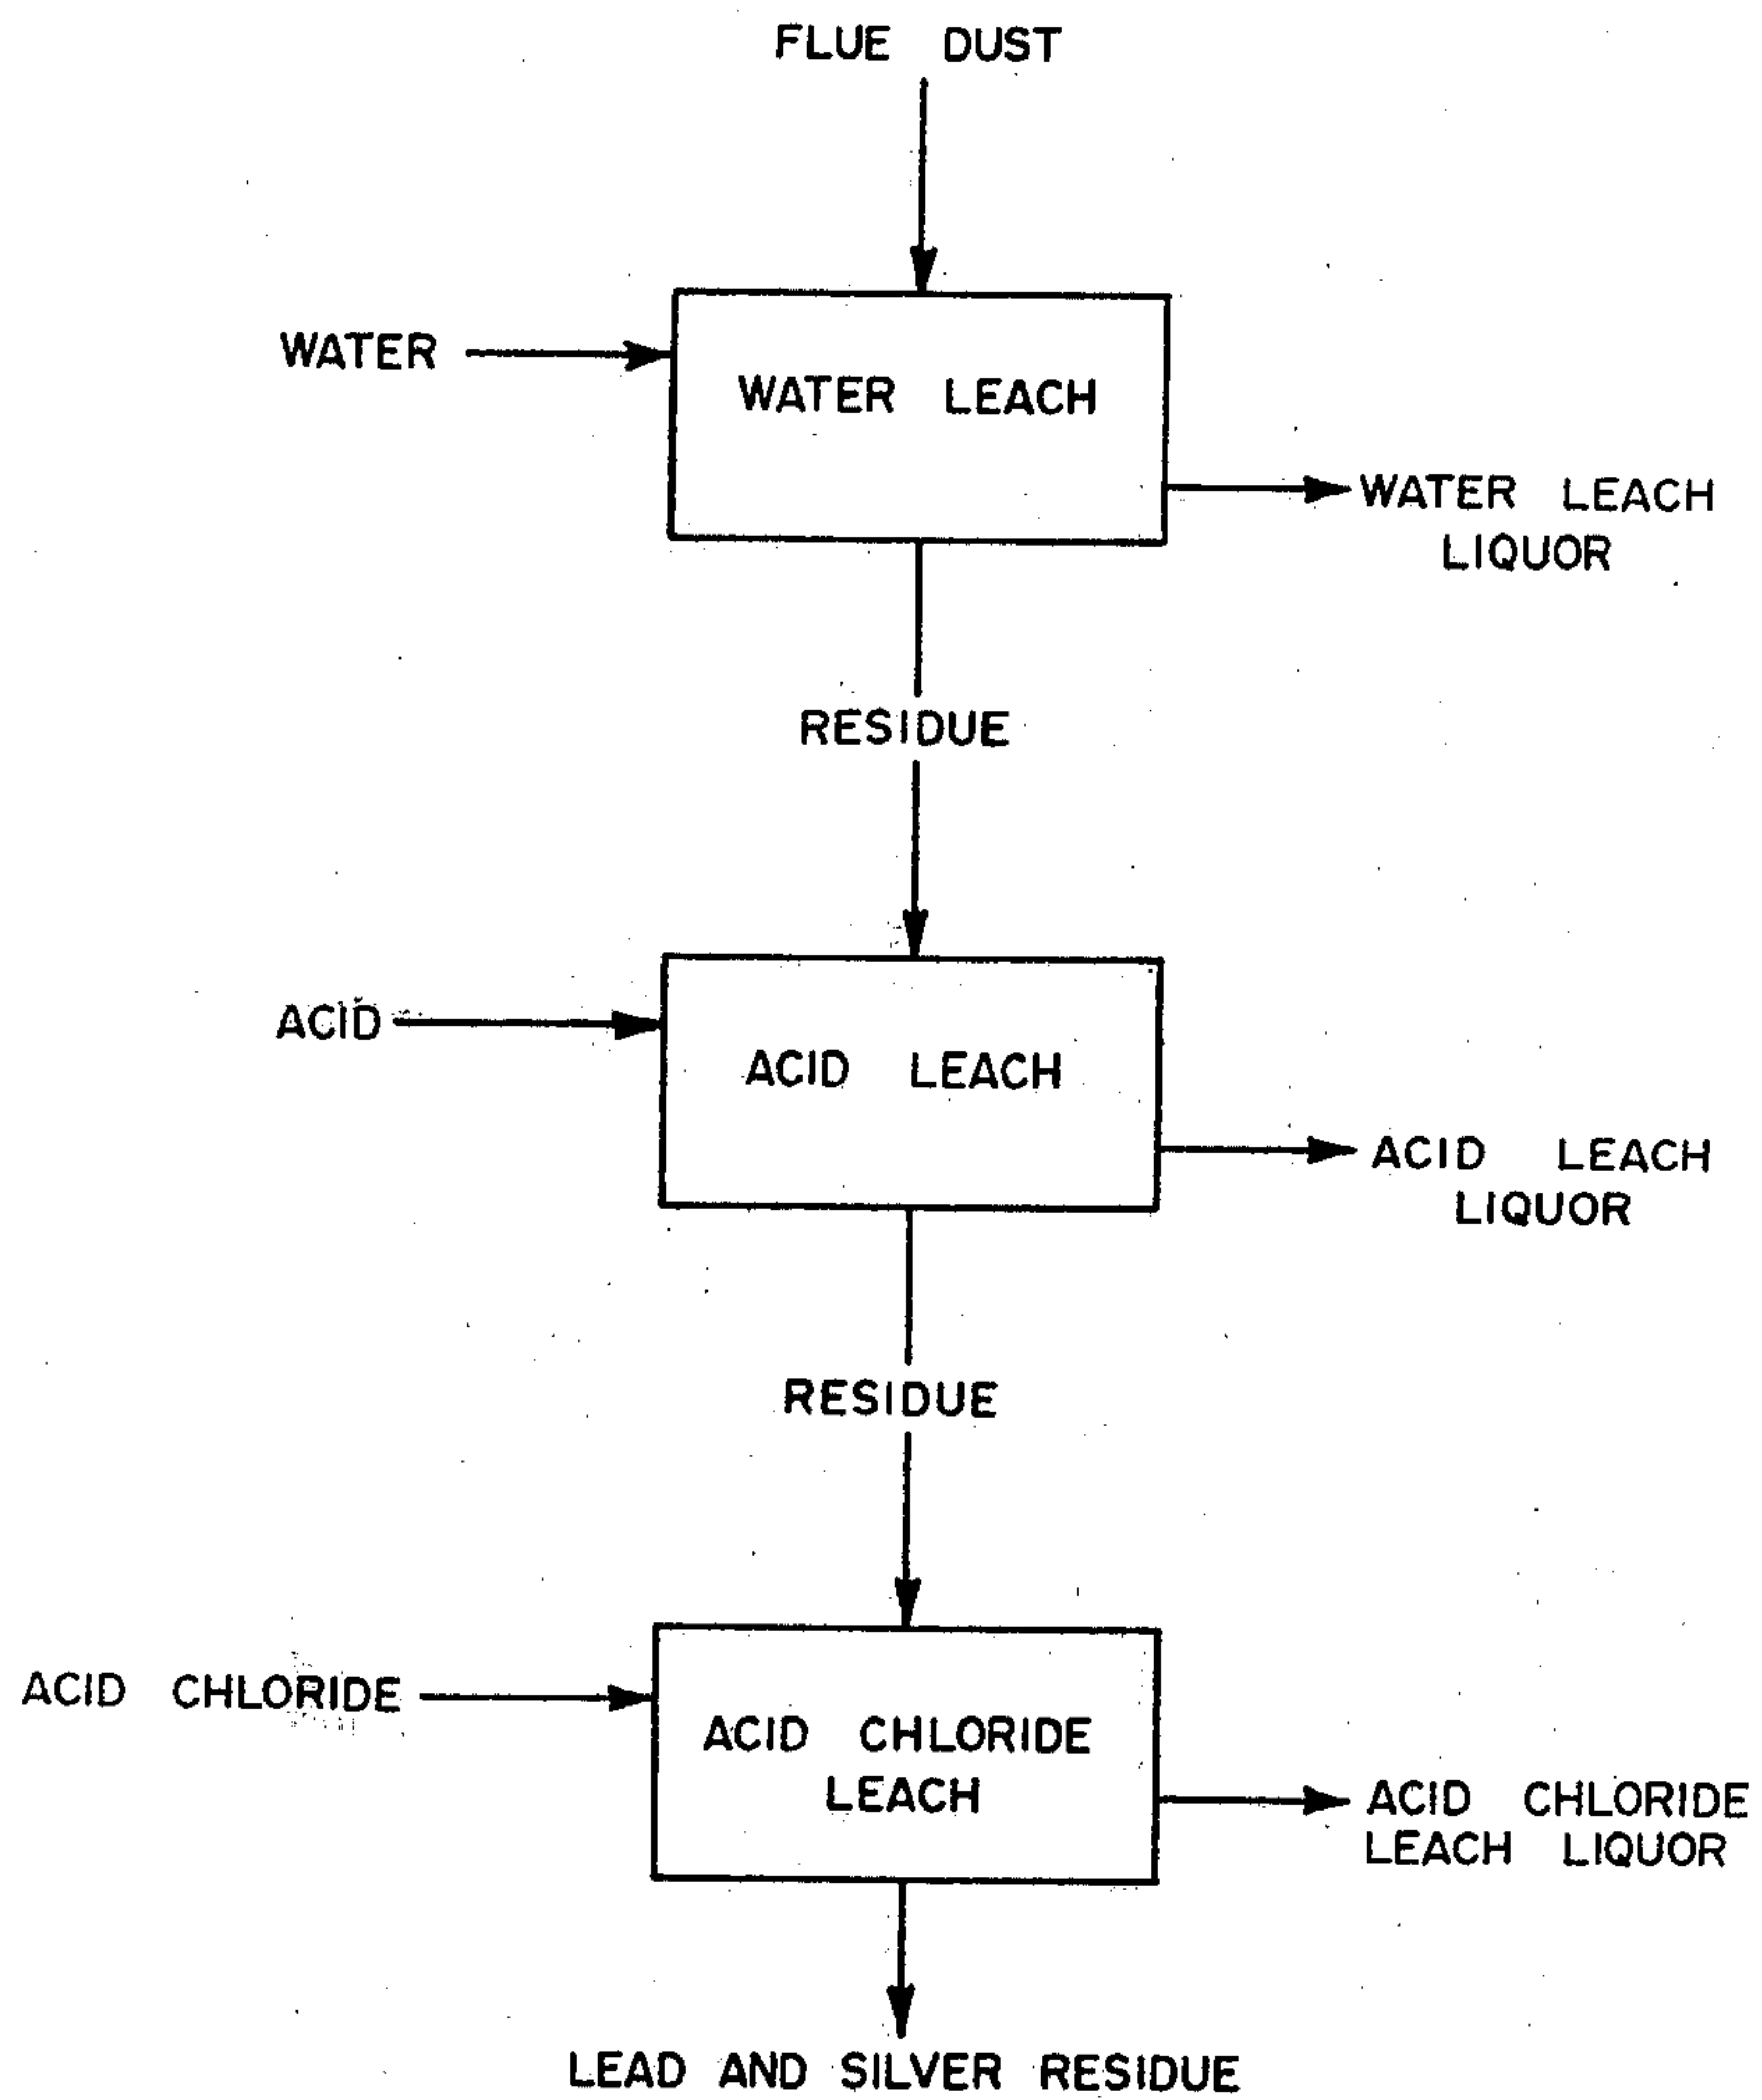 FLUE DUST
WATER
WATER LEACH
WATER LEACH
LIQUOR
RESIDUE
ACID
ACID LEACH
ACID LEACH
LIQUOR
RESIDUE
ACID CHLORIDE
ACID CHLORIDE
LEACH
ACID CHLORIDE
LEACH LIQUOR
LEAD AND SILVER RESIDUE